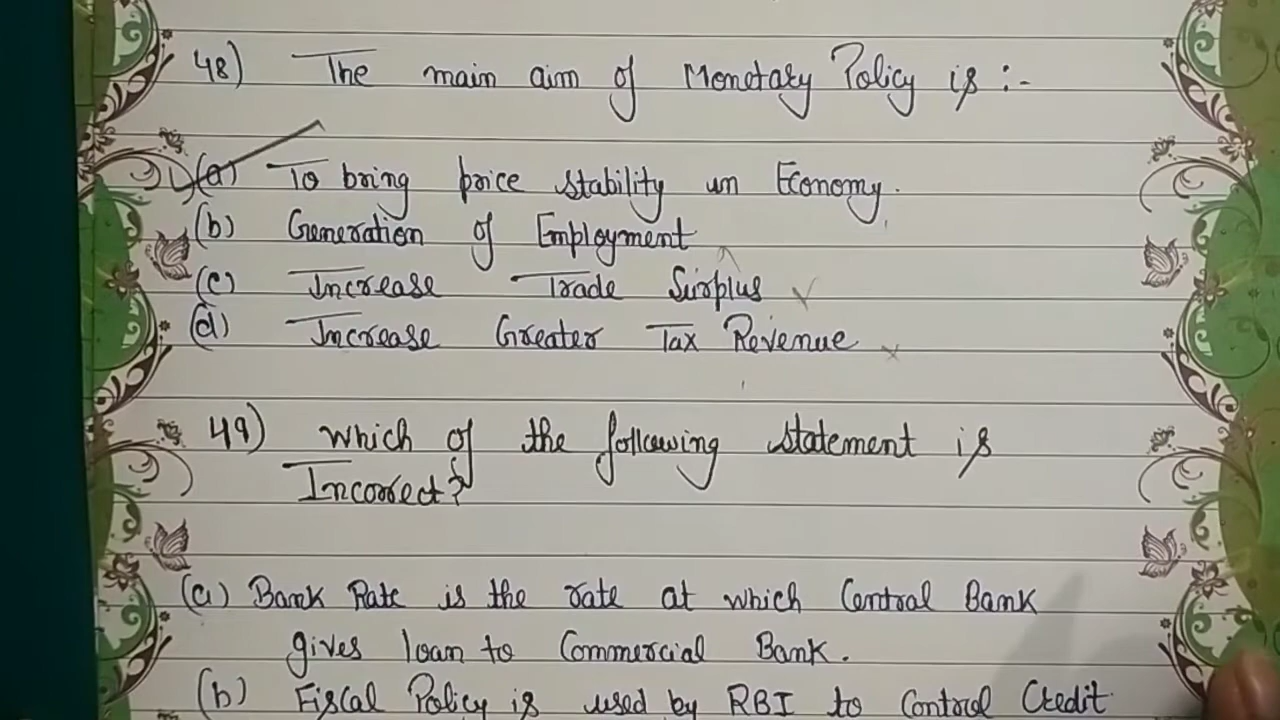 48) The main aim of Monetary Policy is :-
(a) To bring price stability in Economy.
(b) Generation of Employment
(c) Increase Trade Surplus
(d) Increase Greater Tax Revenue
49) Which of the following statement is
Incorrect?
(a) Bank Rate is the rate at which Central Bank
gives loan to Commercial Bank.
(b) Fiscal Policy is used by RBI to Control Credit